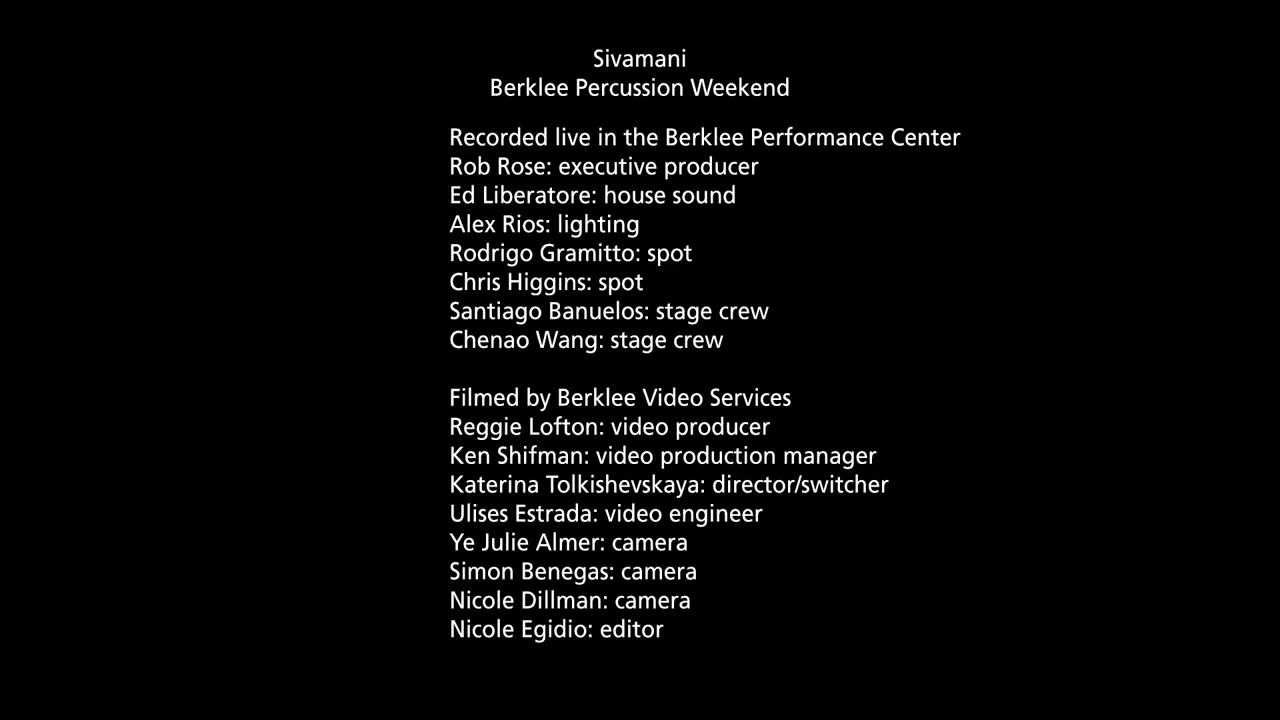 Sivamani
Berklee Percussion Weekend
Recorded live in the Berklee Performance Center
Rob Rose: executive producer
Ed Liberatore: house sound
Alex Rios: lighting
Rodrigo Gramitto: spot
Chris Higgins: spot
Santiago Banuelos: stage crew
Chenao Wang: stage crew
Filmed by Berklee Video Services
Reggie Lofton: video producer
Ken Shifman: video production manager
Katerina Tolkishevskaya: director/switcher
Ulises Estrada: video engineer
Ye Julie Almer: camera
Simon Benegas: camera
Nicole Dillman: camera
Nicole Egidio: editor